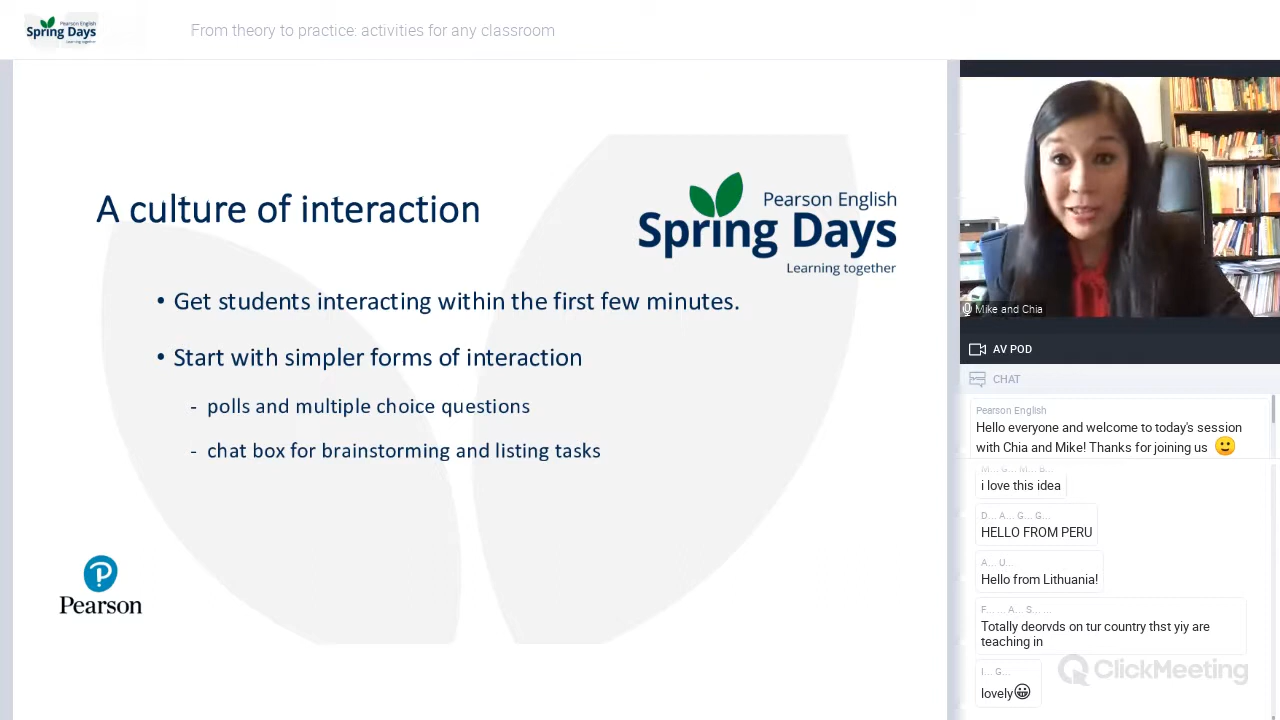 Pearson English
Spring Days
Learning together
From theory to practice: activities for any classroom
A culture of interaction
Pearson English
Spring Days
Learning together
• Get students interacting within the first few minutes.
• Start with simpler forms of interaction
- polls and multiple choice questions
- chat box for brainstorming and listing tasks
Pearson
Mike and Chia
AV POD
CHAT
Pearson English
Hello everyone and welcome to today's session
with Chia and Mike! Thanks for joining us 🙂
M... G... M... B...
i love this idea
D... A... G... G...
HELLO FROM PERU
A... U...
Hello from Lithuania!
F... ... A... S... ...
Totally deorvds on tur country thst yiy are
teaching in
ClickMeeting
I... G...
lovely😀